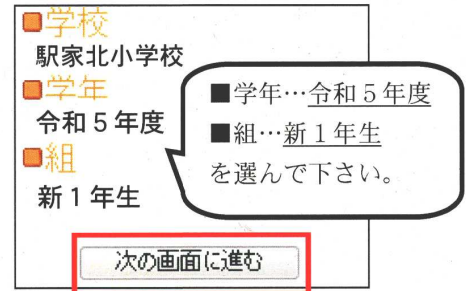 ■学校
駅家北小学校
■学年
令和5年度
■組
新1年生
■学年…令和5年度
■組…新1年生
を選んで下さい。
次の画面に進む